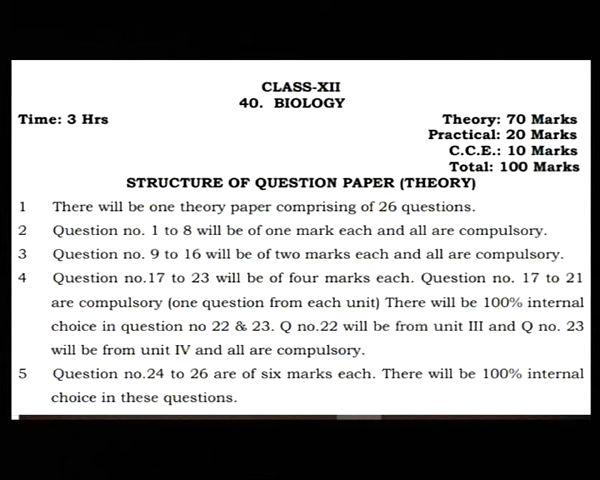 CLASS-XII
40. BIOLOGY
Time: 3 Hrs Theory: 70 Marks
Practical: 20 Marks
C.C.E.: 10 Marks
Total: 100 Marks
STRUCTURE OF QUESTION PAPER (THEORY)
1 There will be one theory paper comprising of 26 questions.
2 Question no. 1 to 8 will be of one mark each and all are compulsory.
3 Question no. 9 to 16 will be of two marks each and all are compulsory.
4 Question no.17 to 23 will be of four marks each. Question no. 17 to 21
are compulsory (one question from each unit) There will be 100% internal
choice in question no 22 & 23. Q no.22 will be from unit III and Q no. 23
will be from unit IV and all are compulsory.
5 Question no.24 to 26 are of six marks each. There will be 100% internal
choice in these questions.